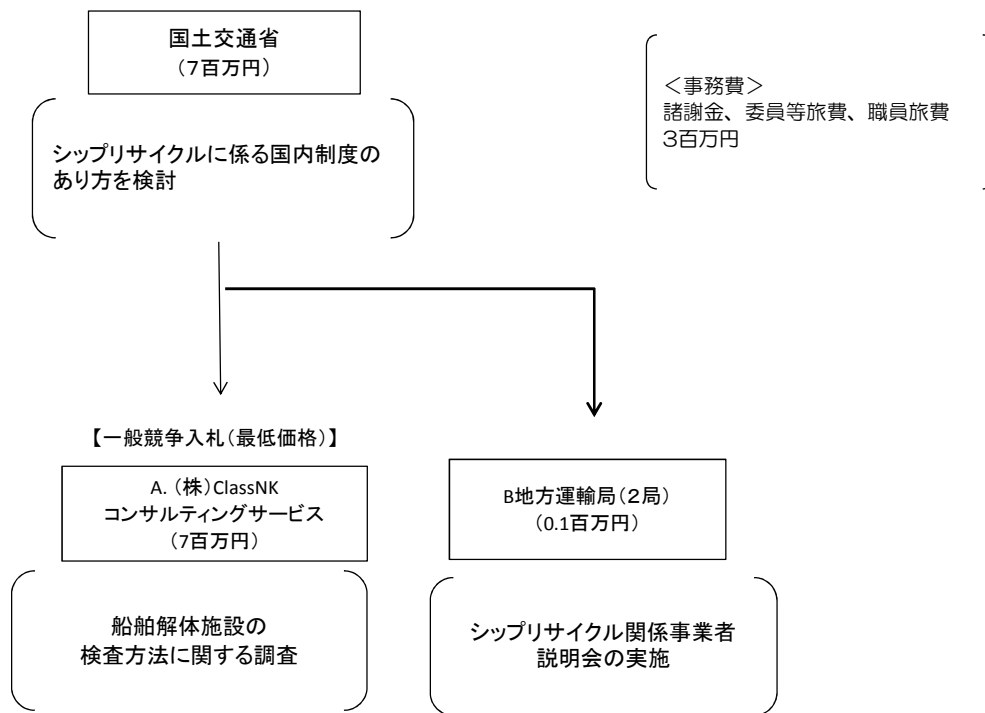 国土交通省
（7百万円）
シップリサイクルに係る国内制度の
あり方を検討
＜事務費＞
諸謝金、委員等旅費、職員旅費
3百万円
【一般競争入札（最低価格）】
A. （株）ClassNK
コンサルティングサービス
（7百万円）
船舶解体施設の
検査方法に関する調査
B地方運輸局（２局）
（0.1百万円）
シップリサイクル関係事業者
説明会の実施